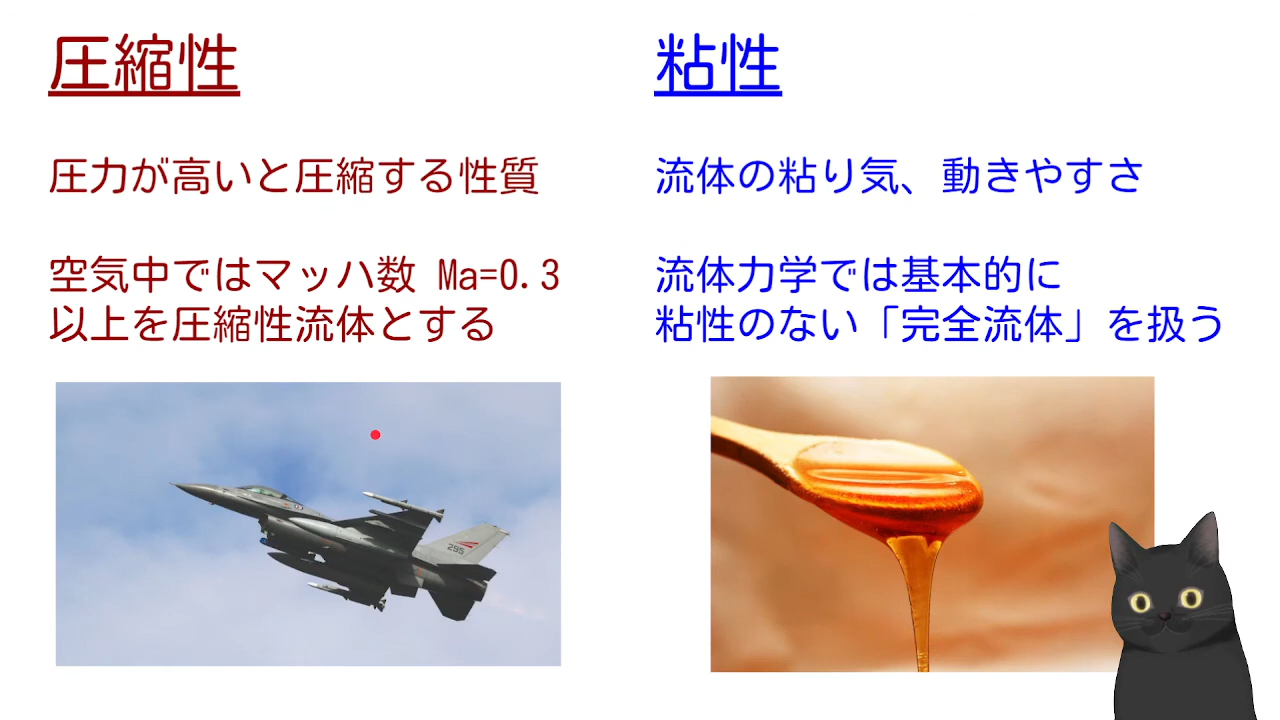 圧縮性
圧力が高いと圧縮する性質
空気中ではマッハ数 Ma=0.3
以上を圧縮性流体とする
295
粘性
流体の粘り気、動きやすさ
流体力学では基本的に
粘性のない「完全流体」を扱う